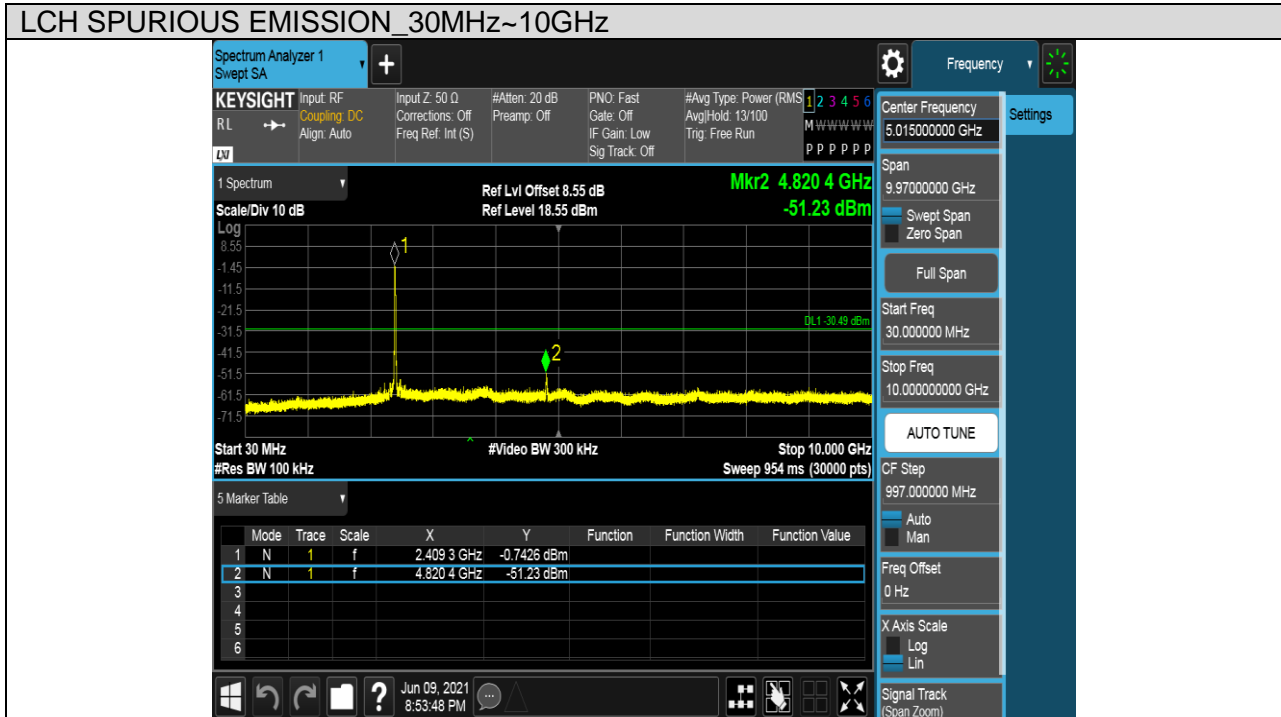 LCH SPURIOUS EMISSION_30MHz~10GHz
Spectrum Analyzer 1
Swept SA
+
Frequency
KEYSIGHT
RL
LXI
Input: RF
Coupling: DC
Align: Auto
Input Z: 50 Ω
Corrections: Off
Freq Ref: Int (S)
#Atten: 20 dB
Preamp: Off
PNO: Fast
Gate: Off
IF Gain: Low
Sig Track: Off
#Avg Type: Power (RMS
Avg|Hold: 13/100
Trig: Free Run
1 2 3 4 5 6
M W W W W W
P P P P P P
1 Spectrum
Scale/Div 10 dB
Ref Lvl Offset 8.55 dB
Ref Level 18.55 dBm
Mkr2 4.820 4 GHz
-51.23 dBm
Log
8.55
-1.45
-11.5
-21.5
-31.5
-41.5
-51.5
-61.5
-71.5
1
2
DL1 -30.49 dBm
Start 30 MHz
#Video BW 300 kHz
Stop 10.000 GHz
#Res BW 100 kHz
Sweep 954 ms (30000 pts)
5 Marker Table
Mode Trace Scale X Y Function Function Width Function Value
1 N 1 f 2.409 3 GHz -0.7426 dBm
2 N 1 f 4.820 4 GHz -51.23 dBm
3
4
5
6
?
Jun 09, 2021
8:53:48 PM
Center Frequency
5.015000000 GHz
Settings
Span
9.97000000 GHz
Swept Span
Zero Span
Full Span
Start Freq
30.000000 MHz
Stop Freq
10.000000000 GHz
AUTO TUNE
CF Step
997.000000 MHz
Auto
Man
Freq Offset
0 Hz
X Axis Scale
Log
Lin
Signal Track
(Span Zoom)